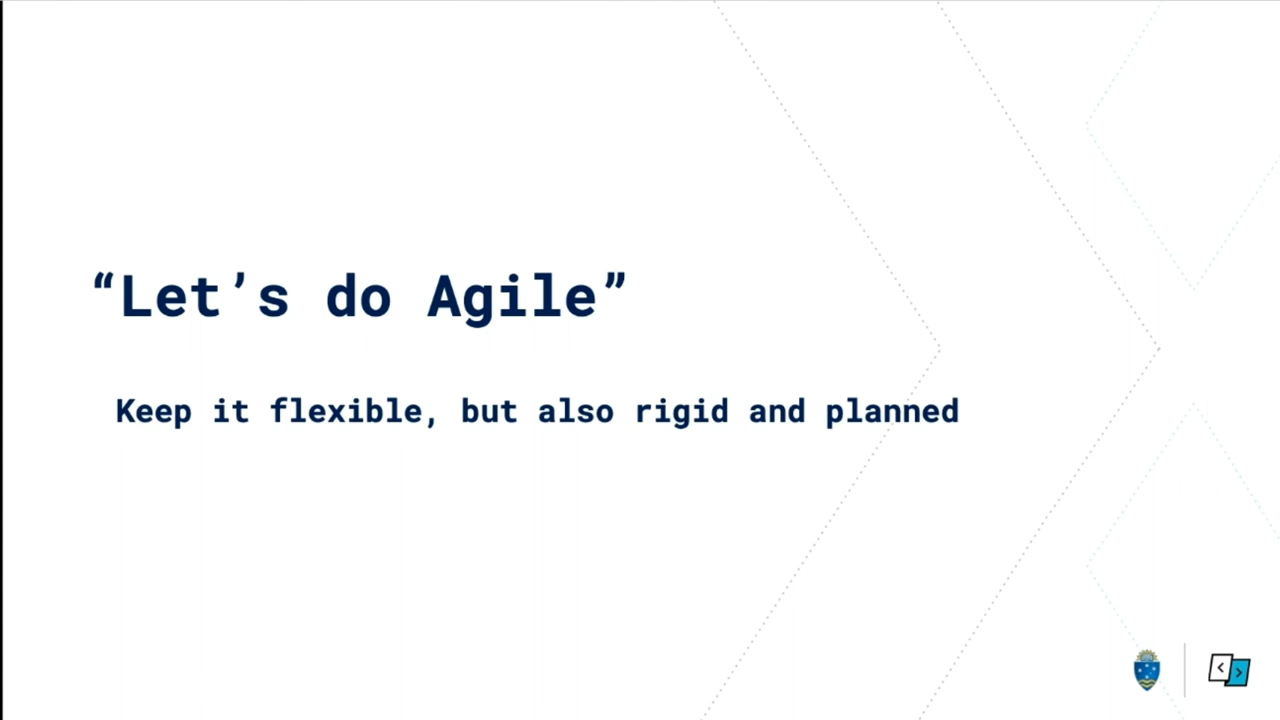 “Let’s do Agile”
Keep it flexible, but also rigid and planned